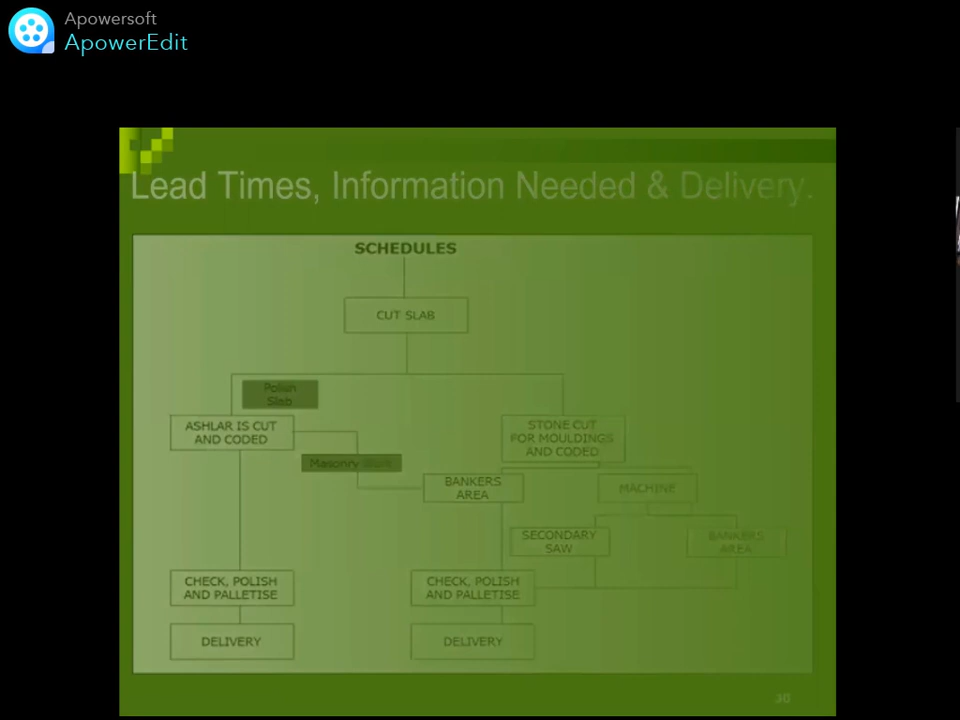 Apowersoft
ApowerEdit
Lead Times, Information Needed & Delivery.
SCHEDULES
CUT SLAB
Polish
Slab
ASHLAR IS CUT
AND CODED
STONE CUT
FOR MOULDINGS
AND CODED
Masonry Work
BANKERS
AREA
MACHINE
SECONDARY
SAW
BANKERS
AREA
CHECK, POLISH
AND PALLETISE
CHECK, POLISH
AND PALLETISE
DELIVERY
DELIVERY
30